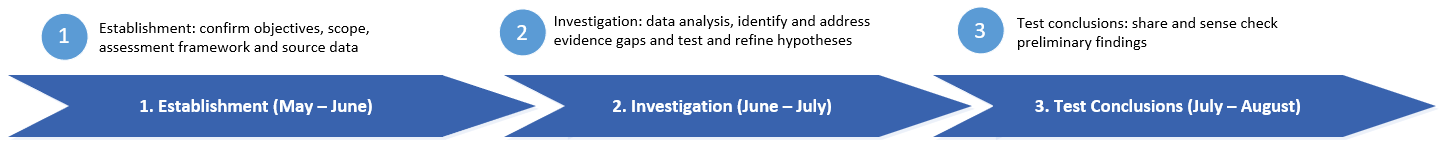 1
Establishment: confirm objectives, scope,
assessment framework and source data
2
Investigation: data analysis, identify and address
evidence gaps and test and refine hypotheses
3
Test conclusions: share and sense check
preliminary findings
1. Establishment (May – June)
2. Investigation (June – July)
3. Test Conclusions (July – August)